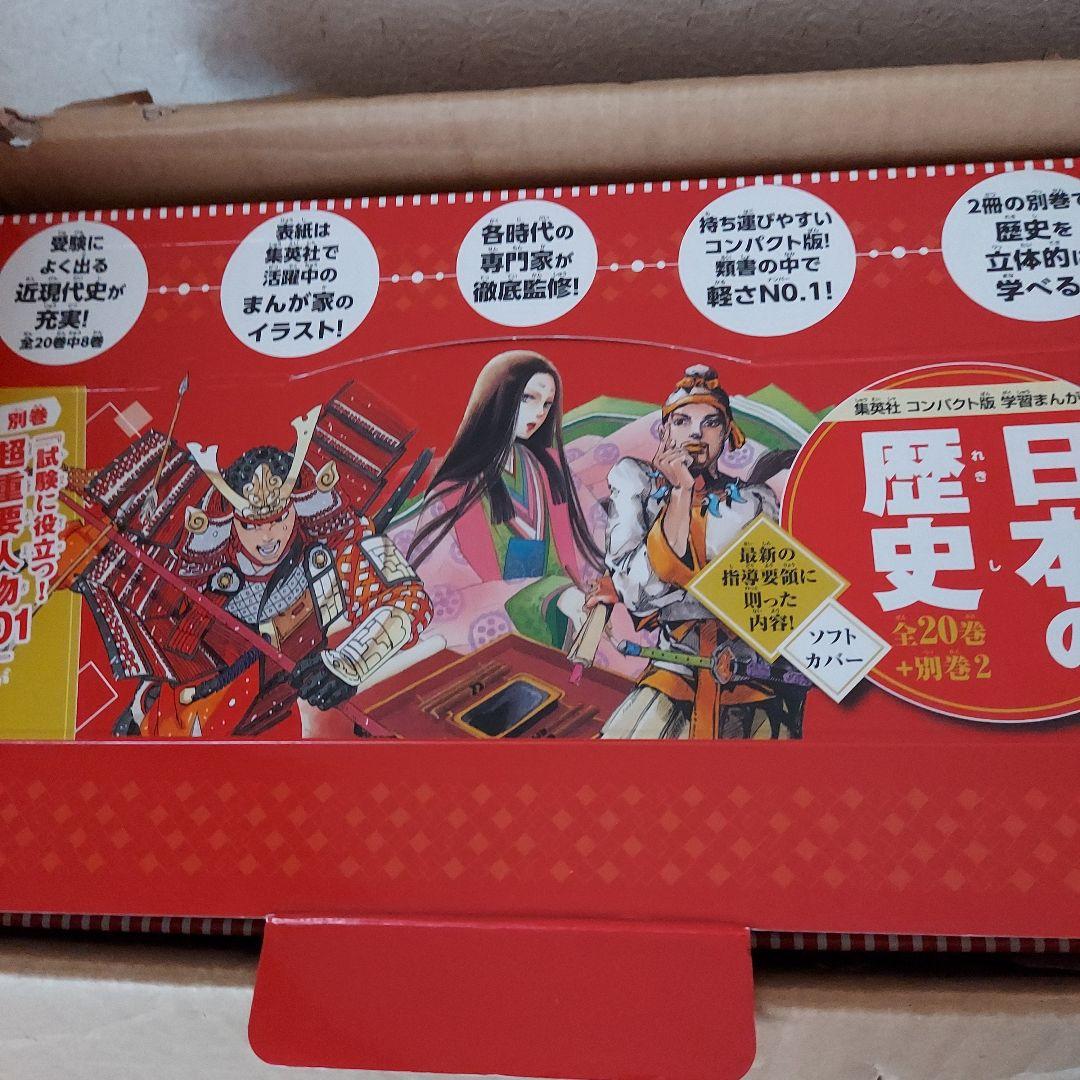 受験に
よく出る
近現代史が
充実!
全20巻中8巻
表紙は
集英社で
活躍中の
まんが家の
イラスト!
各時代の
専門家が
徹底監修!
持ち運びやすい
コンパクト版!
類書の中で
軽さNO.1!
2冊の別巻で
歴史を
立体的に
学べる
別巻
「試験に役立つ!
超重要人物
01
集英社 コンパクト版 学習まんが
日本の
歴史
全20巻
+別巻2
最新の
指導要領に
則った
内容!
ソフト
カバー